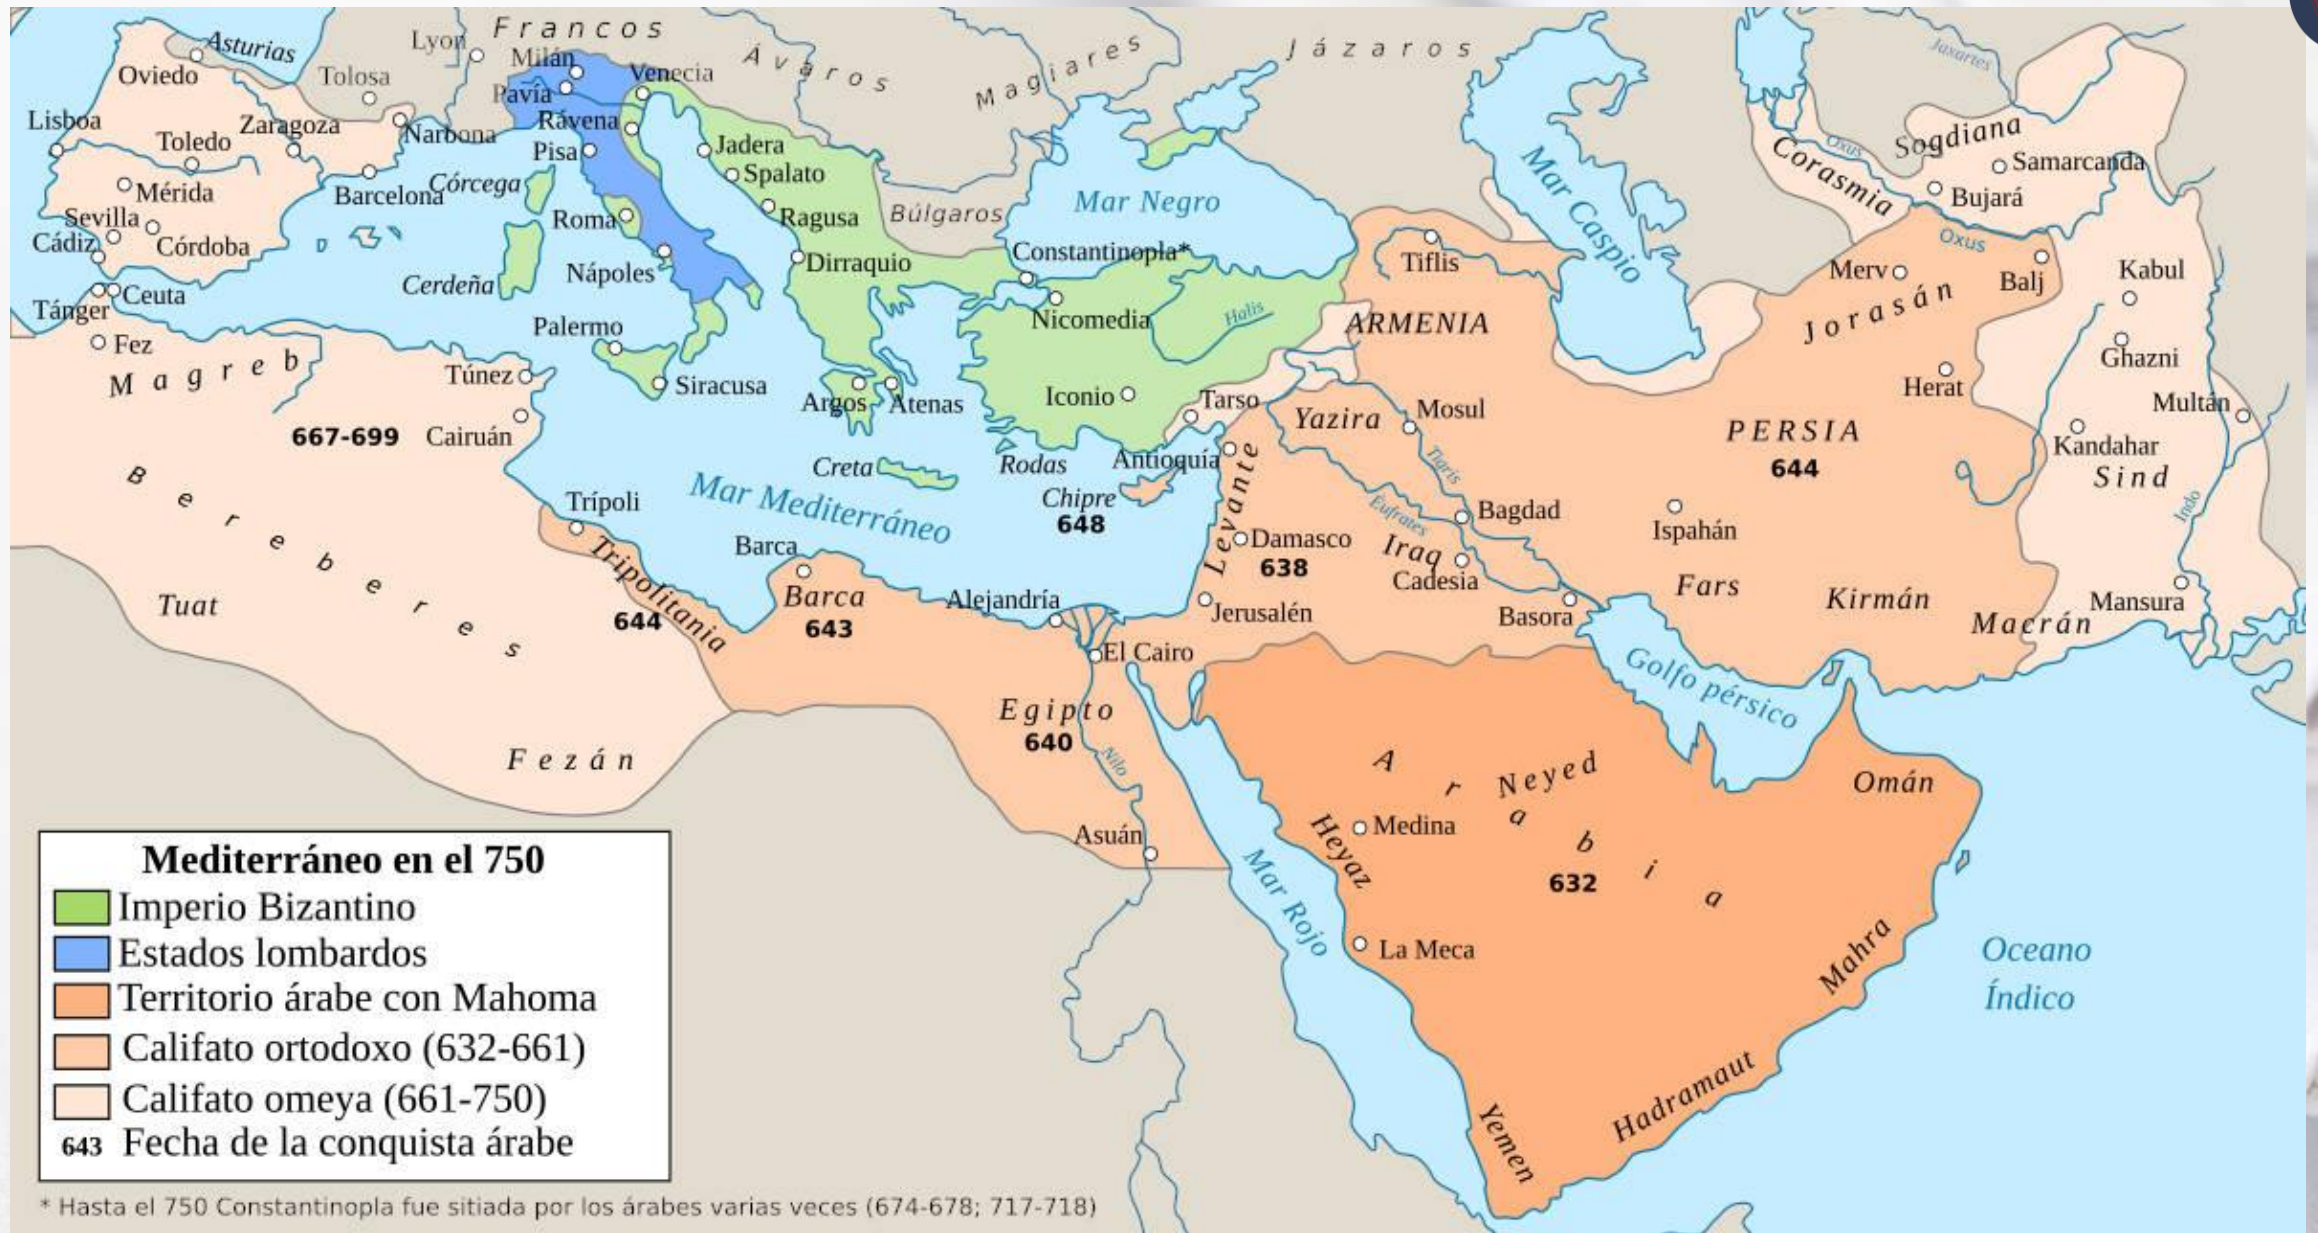 Francos
Ávaros
Magiares
Jázaros
Asturias
Oviedo
Lyon
Tolosa
Milán
Pavía
Venecia
Rávena
Lisboa
Toledo
Zaragoza
Narbona
Pisa
Jadera
Spalato
Mérida
Barcelona
Córcega
Roma
Ragusa
Búlgaros
Sevilla
Cádiz
Córdoba
Cerdeña
Nápoles
Dirraquio
Constantinopla*
Mar Negro
Mar Caspio
Jaxartes
Oxus
Sogdiana
Corasmia
Samarcanda
Bujará
Oxus
Tánger
Ceuta
Fez
Magreb
Palermo
Nicomedia
Halis
Tiflis
ARMENIA
Merv
Balj
Jorasán
Kabul
Ghazni
Herat
Túnez
Siracusa
Argos
Atenas
Iconio
Tarso
Yazira
Mosul
667-699
Cairuán
Bereberes
Creta
Rodas
Antioquía
Chipre
648
Levante
Tigris
Éufrates
PERSIA
644
Multán
Kandahar
Sind
Indo
Mar Mediterráneo
Trípoli
Tripolitania
644
Barca
Barca
643
Alejandría
Damasco
638
Iraq
Bagdad
Cadesia
Ispahán
Jerusalén
Basora
Fars
Kirmán
Macrán
Mansura
Tuat
Fezán
El Cairo
Egipto
640
Nilo
Asuán
Golfo pérsico
Arabia
Neyed
632
Heyaz
Medina
La Meca
Mar Rojo
Omán
Mahra
Hadramaut
Yemen
Oceano
Índico
Mediterráneo en el 750
Imperio Bizantino
Estados lombardos
Territorio árabe con Mahoma
Califato ortodoxo (632-661)
Califato omeya (661-750)
643 Fecha de la conquista árabe
* Hasta el 750 Constantinopla fue sitiada por los árabes varias veces (674-678; 717-718)